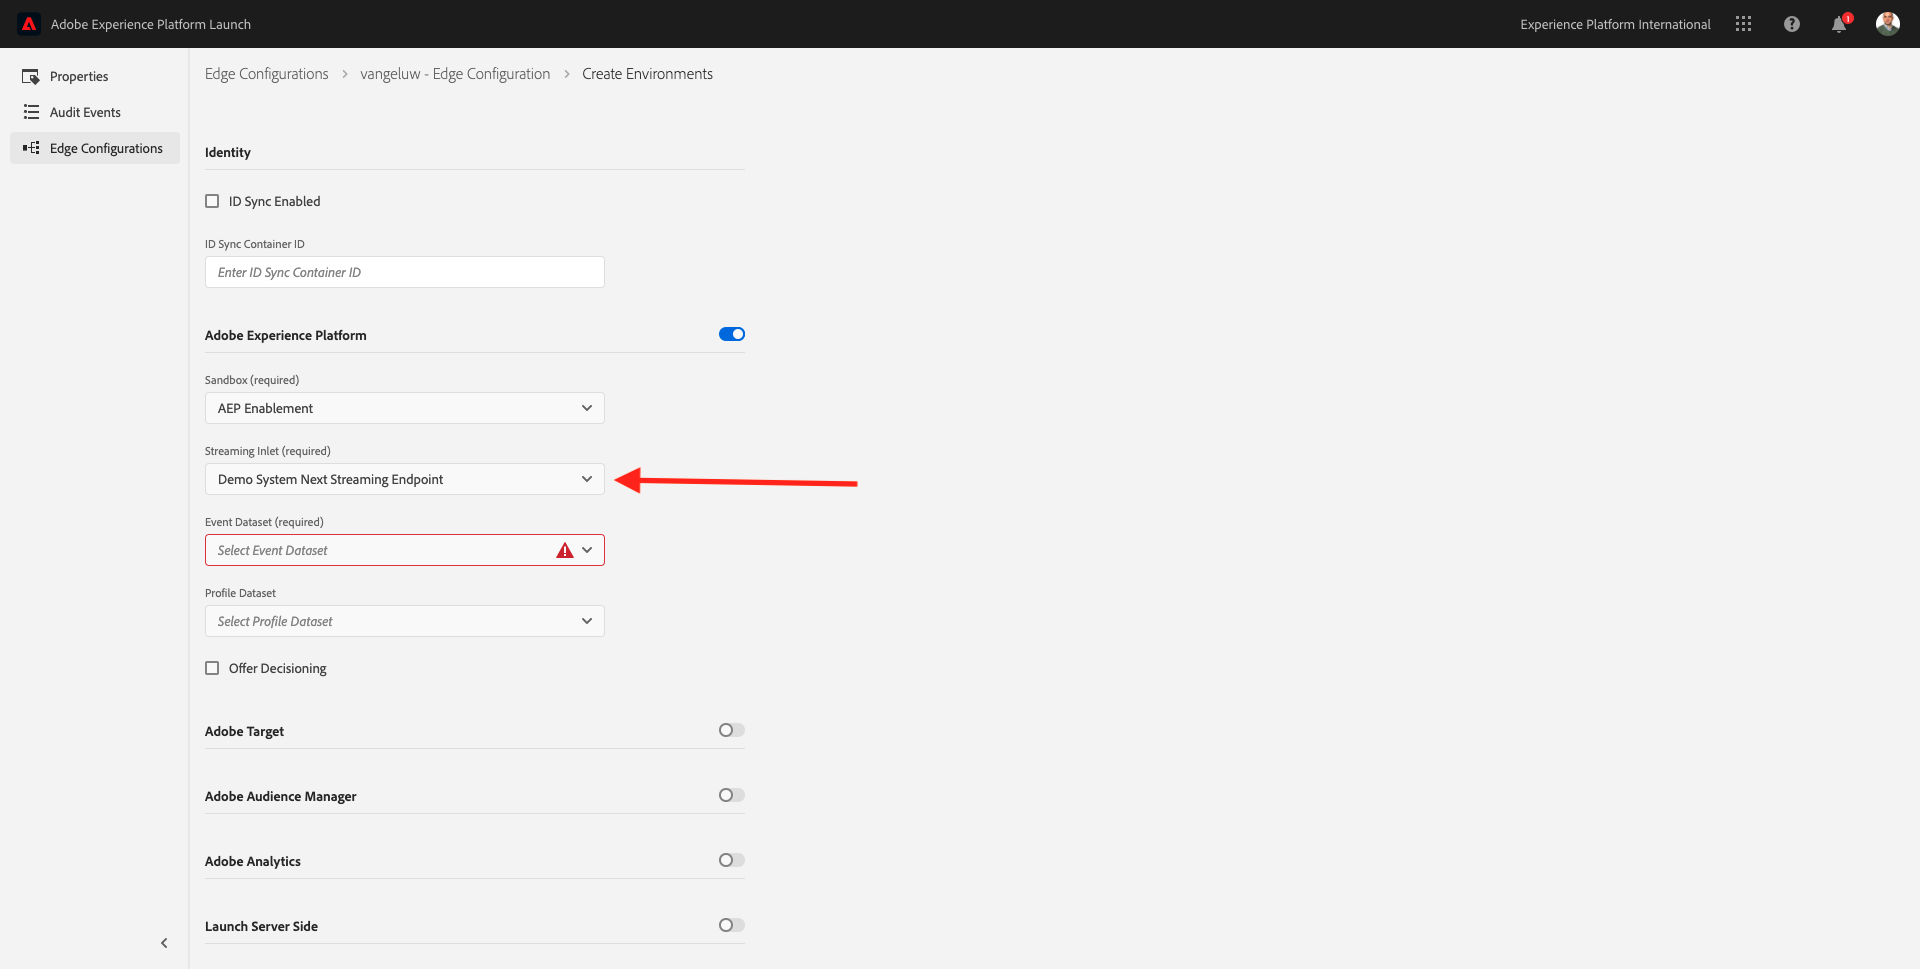 Adobe Experience Platform Launch
Experience Platform International
1
Properties
Audit Events
Edge Configurations
Edge Configurations > vangeluw - Edge Configuration > Create Environments
Identity
ID Sync Enabled
ID Sync Container ID
Enter ID Sync Container ID
Adobe Experience Platform
Sandbox (required)
AEP Enablement
Streaming Inlet (required)
Demo System Next Streaming Endpoint
Event Dataset (required)
Select Event Dataset
Profile Dataset
Select Profile Dataset
Offer Decisioning
Adobe Target
Adobe Audience Manager
Adobe Analytics
Launch Server Side